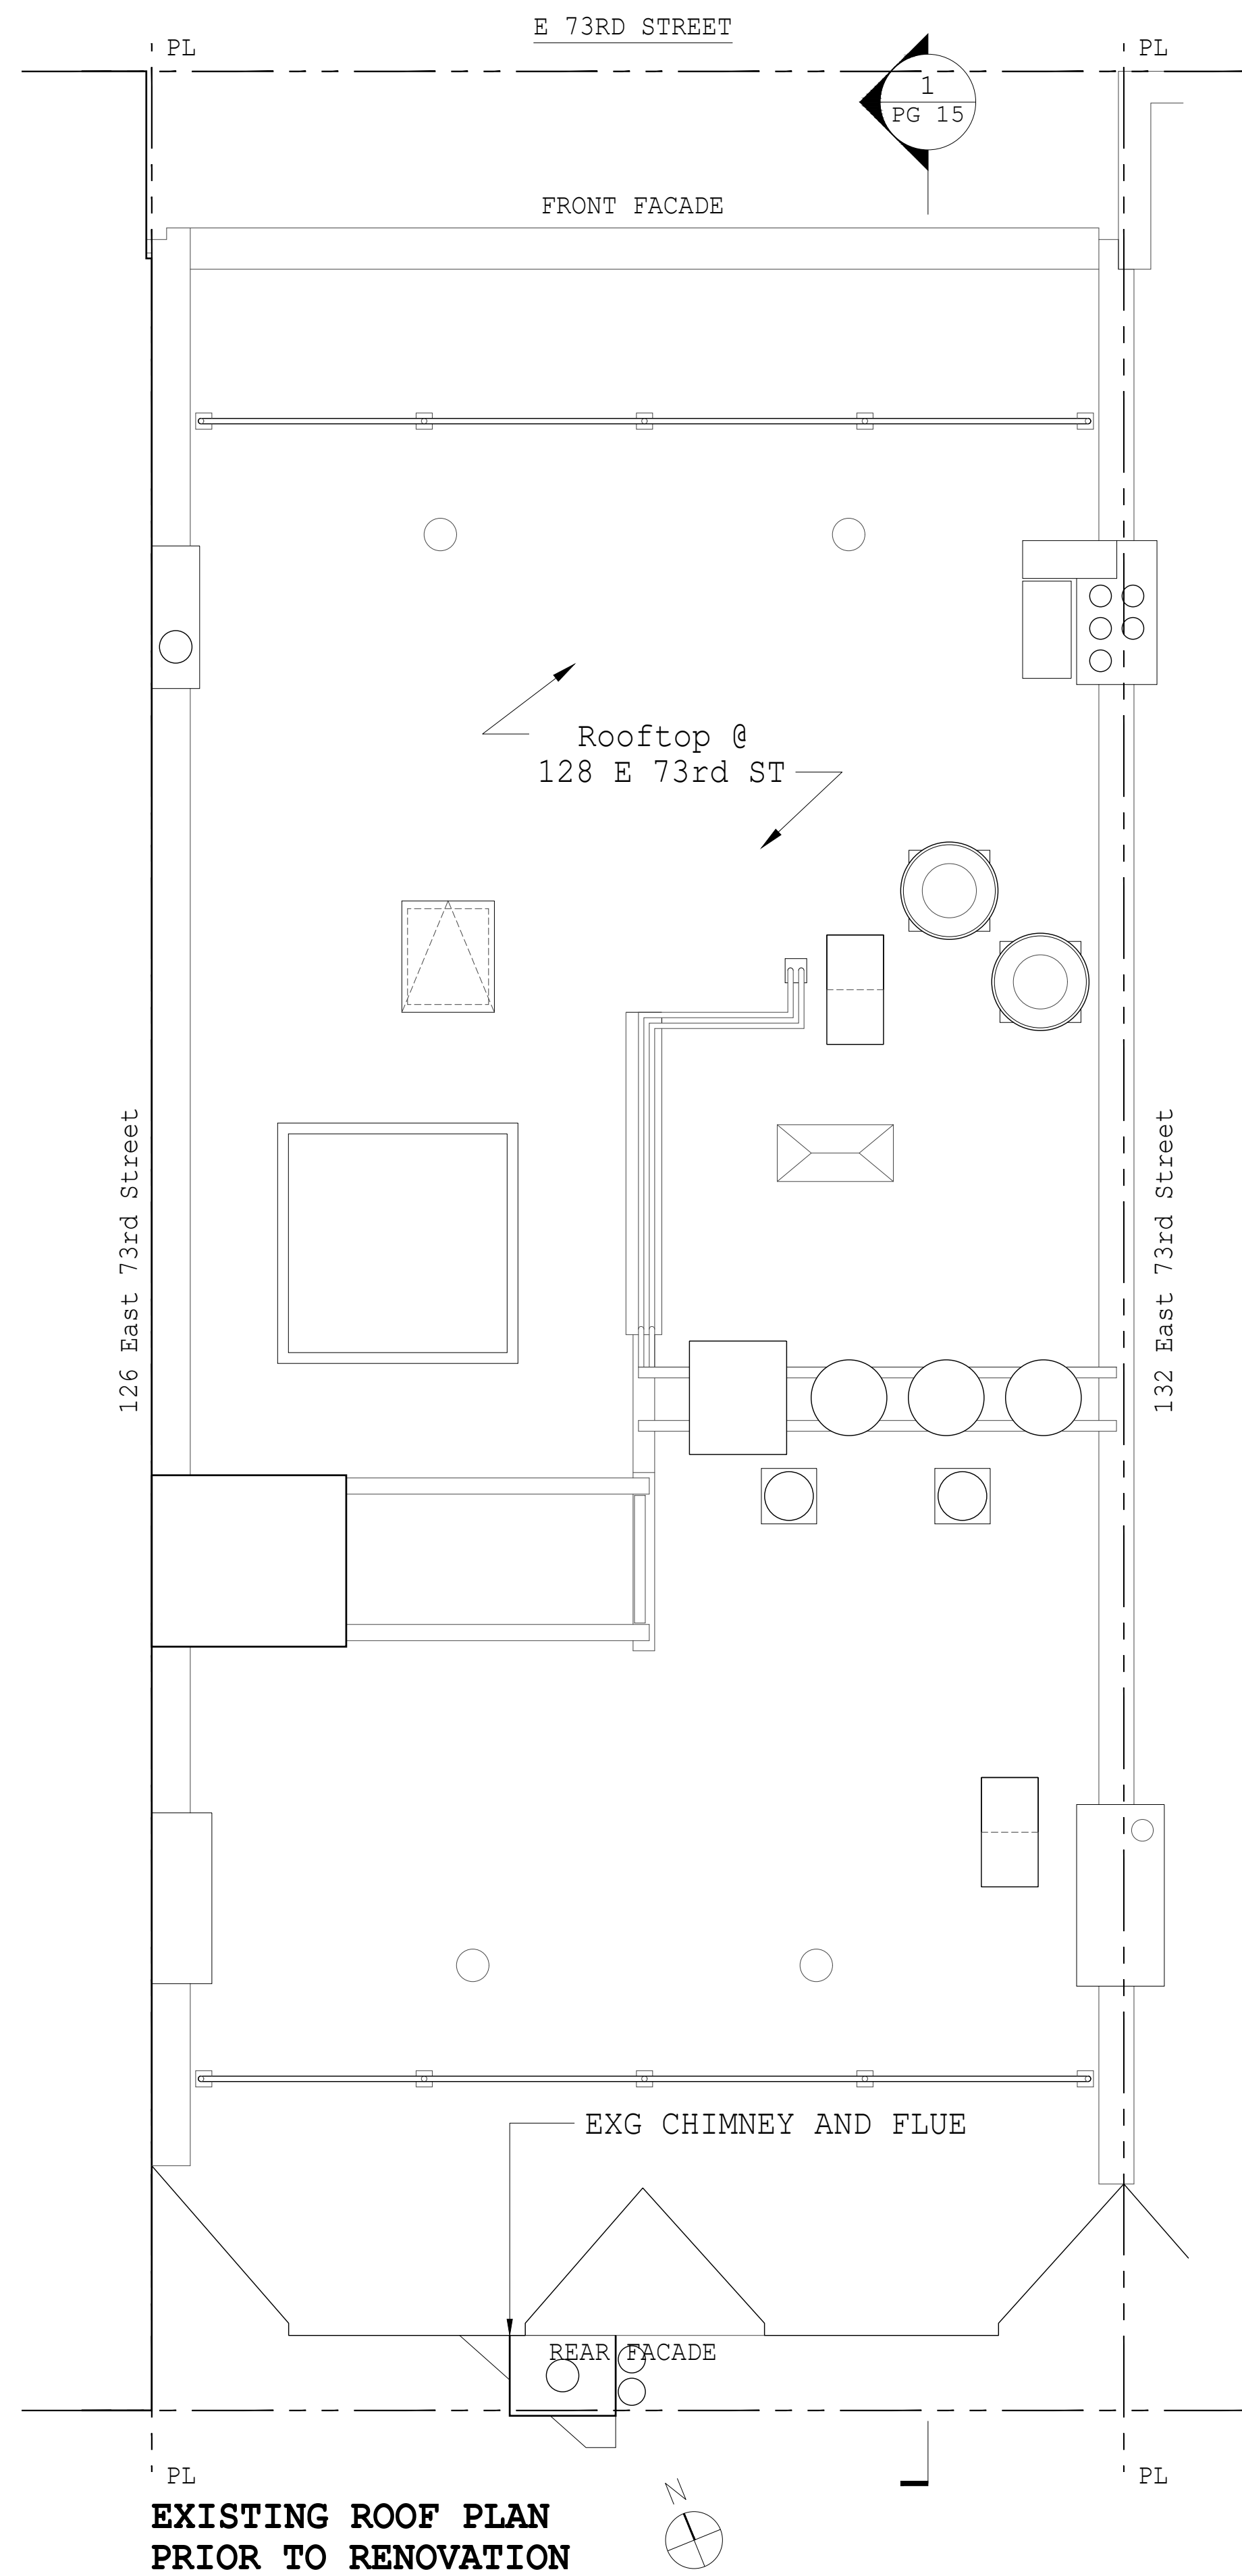 E 73RD STREET
PL
PL
1
PG 15
FRONT FACADE
Rooftop @
128 E 73rd ST
126 East 73rd Street
132 East 73rd Street
EXG CHIMNEY AND FLUE
REAR FACADE
PL
PL
N
EXISTING ROOF PLAN
PRIOR TO RENOVATION